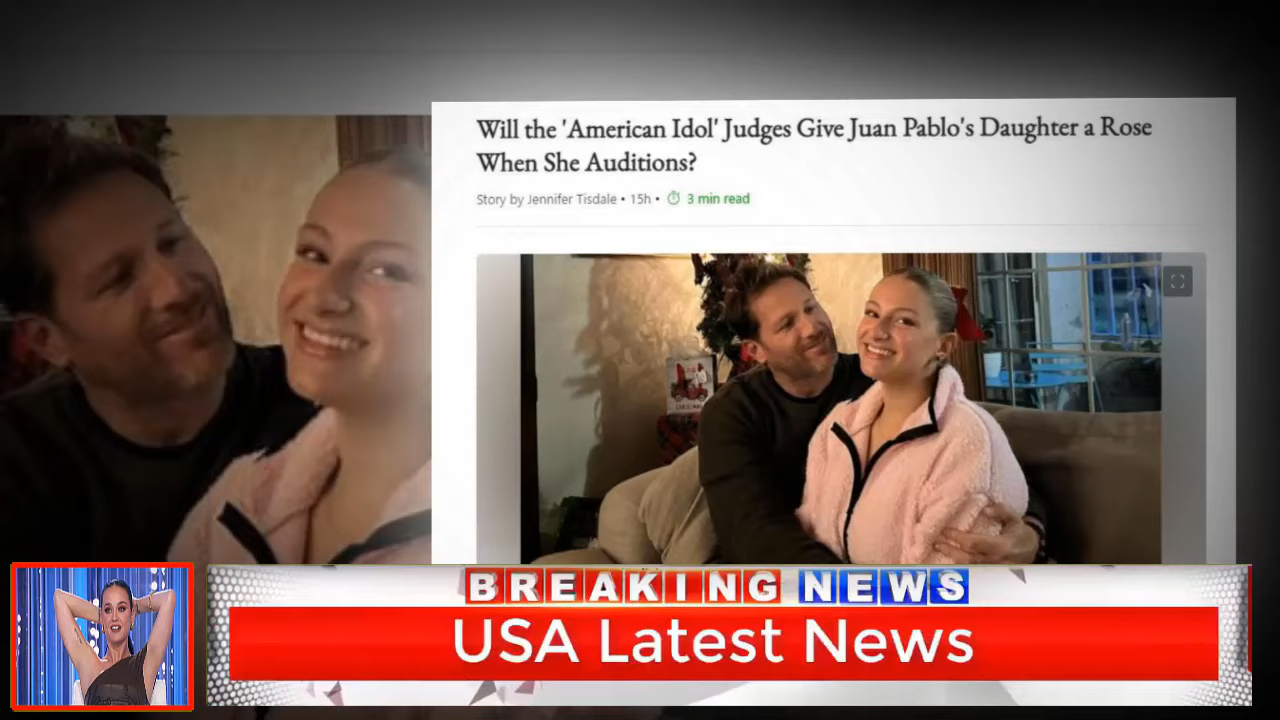 Will the 'American Idol' Judges Give Juan Pablo's Daughter a Rose
When She Auditions?
Story by Jennifer Tisdale • 15h • 3 min read
BREAKING NEWS
USA Latest News